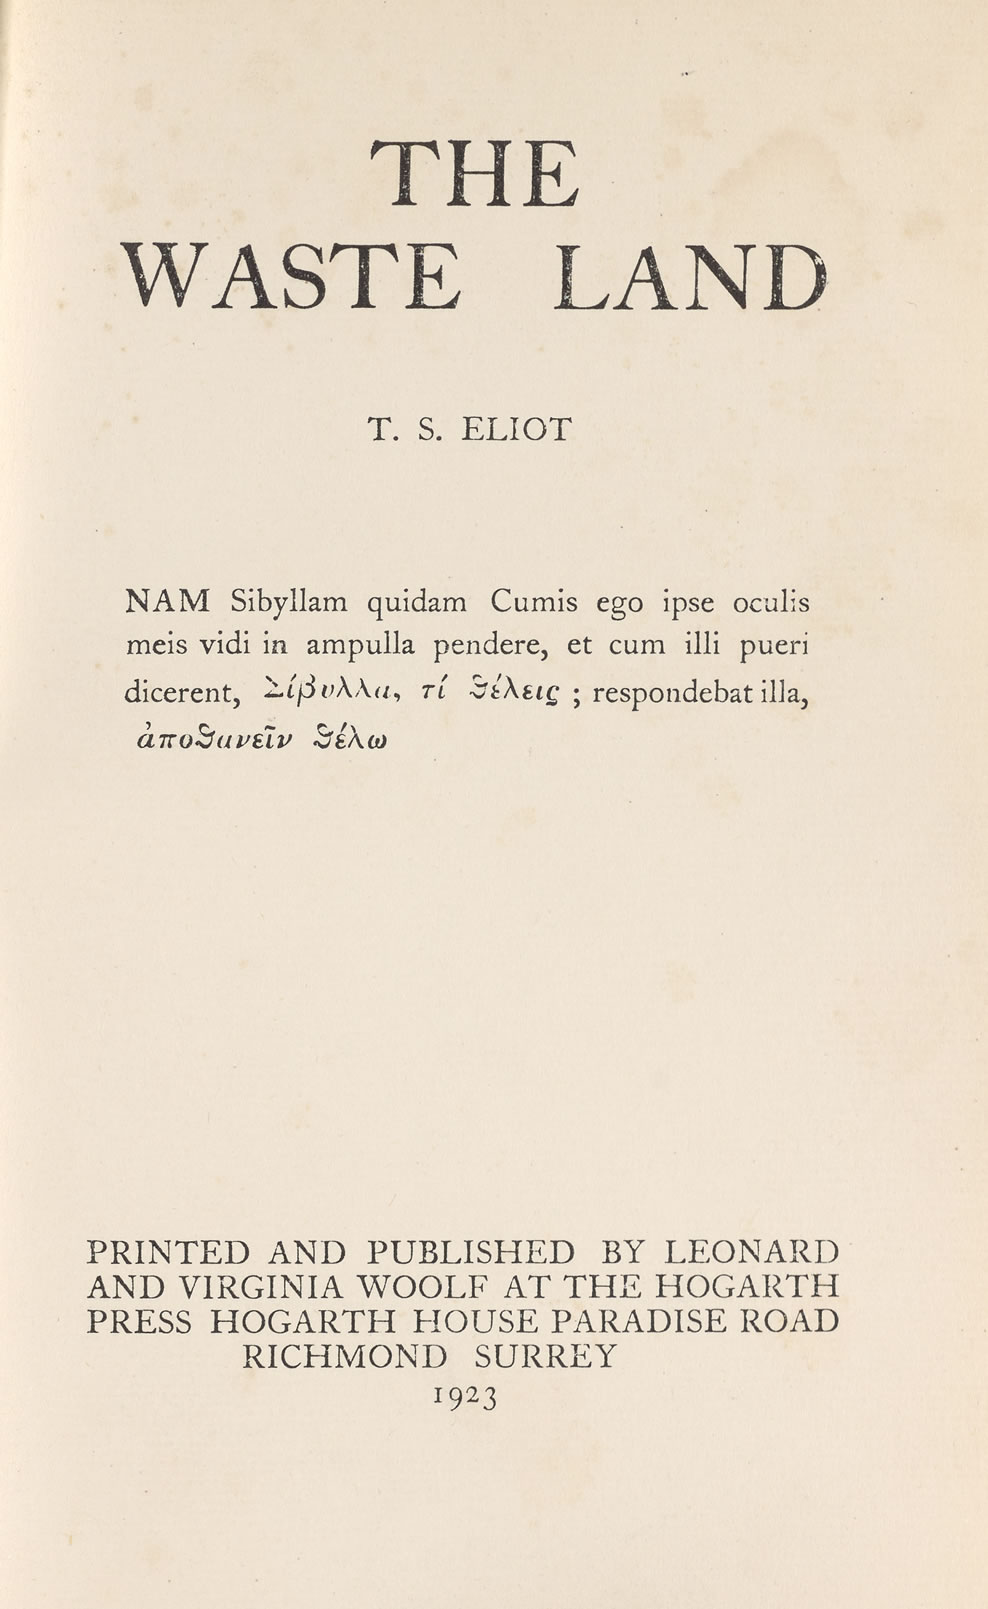 THE
WASTE LAND
T. S. ELIOT
NAM Sibyllam quidam Cumis ego ipse oculis
meis vidi in ampulla pendere, et cum illi pueri
dicerent, Σίβυλλα, τί ϑέλεις ; respondebat illa,
ἀποϑανεῖν ϑέλω
PRINTED AND PUBLISHED BY LEONARD
AND VIRGINIA WOOLF AT THE HOGARTH
PRESS HOGARTH HOUSE PARADISE ROAD
RICHMOND SURREY
1923